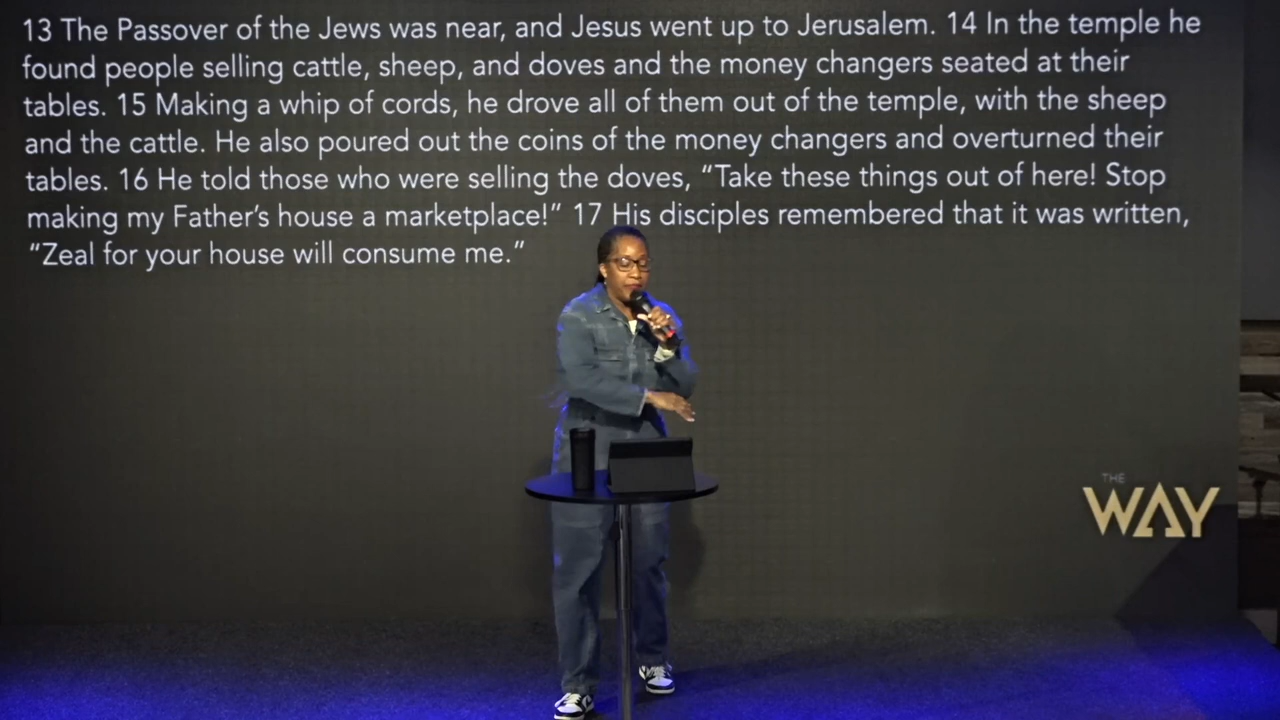 13 The Passover of the Jews was near, and Jesus went up to Jerusalem. 14 In the temple he
found people selling cattle, sheep, and doves and the money changers seated at their
tables. 15 Making a whip of cords, he drove all of them out of the temple, with the sheep
and the cattle. He also poured out the coins of the money changers and overturned their
tables. 16 He told those who were selling the doves, “Take these things out of here! Stop
making my Father’s house a marketplace!” 17 His disciples remembered that it was written,
“Zeal for your house will consume me.”
THE
WAY